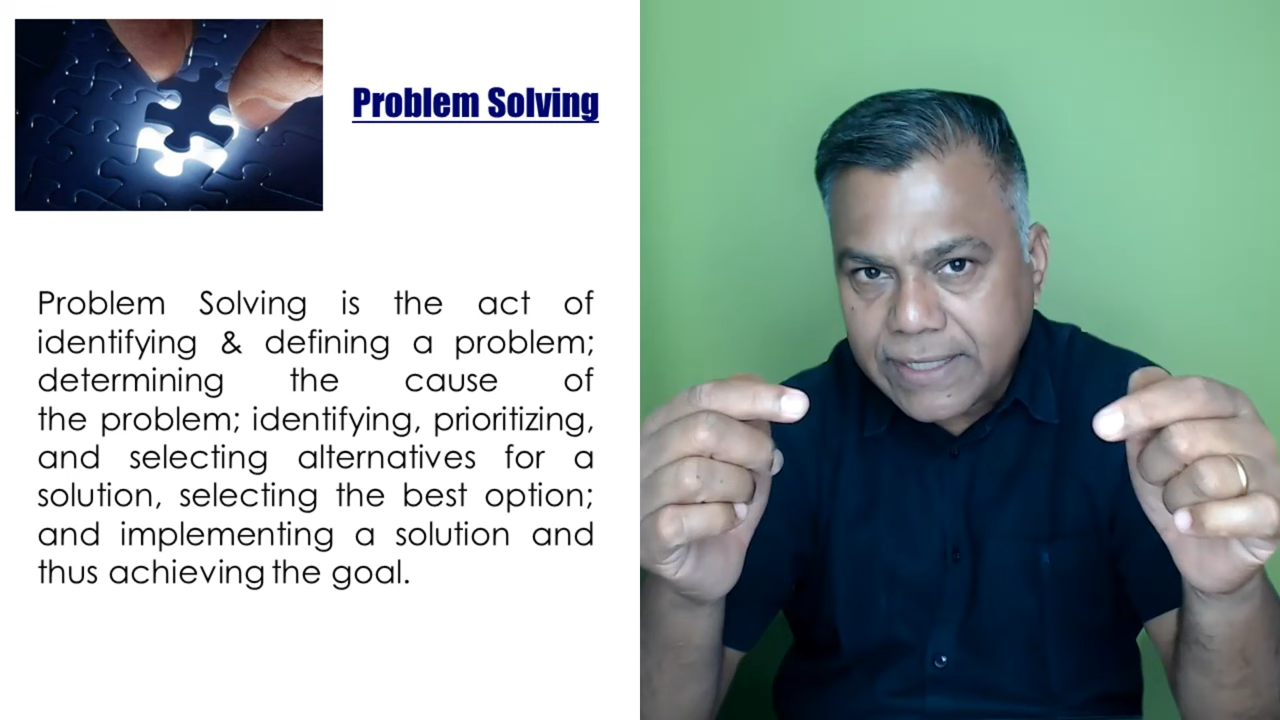 Problem Solving
Problem Solving is the act of
identifying & defining a problem;
determining the cause of
the problem; identifying, prioritizing,
and selecting alternatives for a
solution, selecting the best option;
and implementing a solution and
thus achieving the goal.